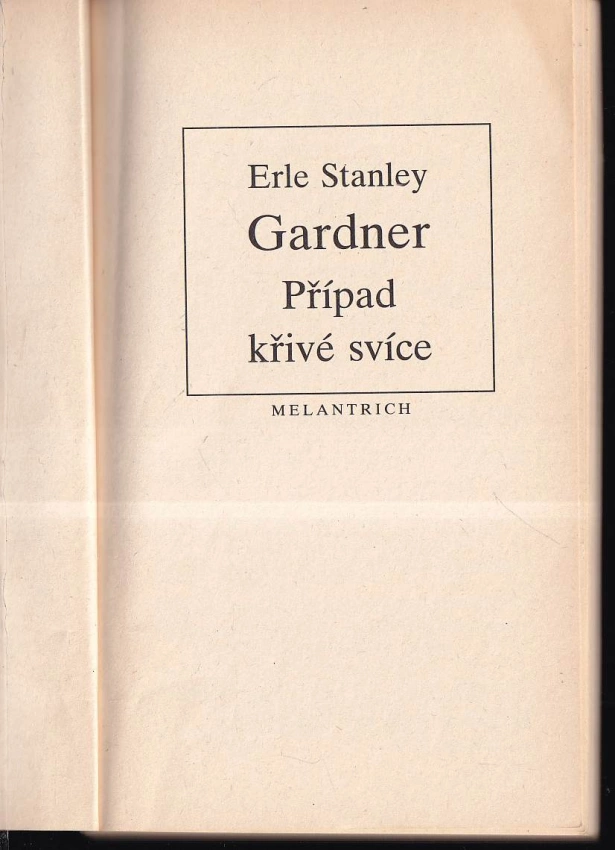 Erle Stanley
Gardner
Případ
křivé svíce
MELANTRICH